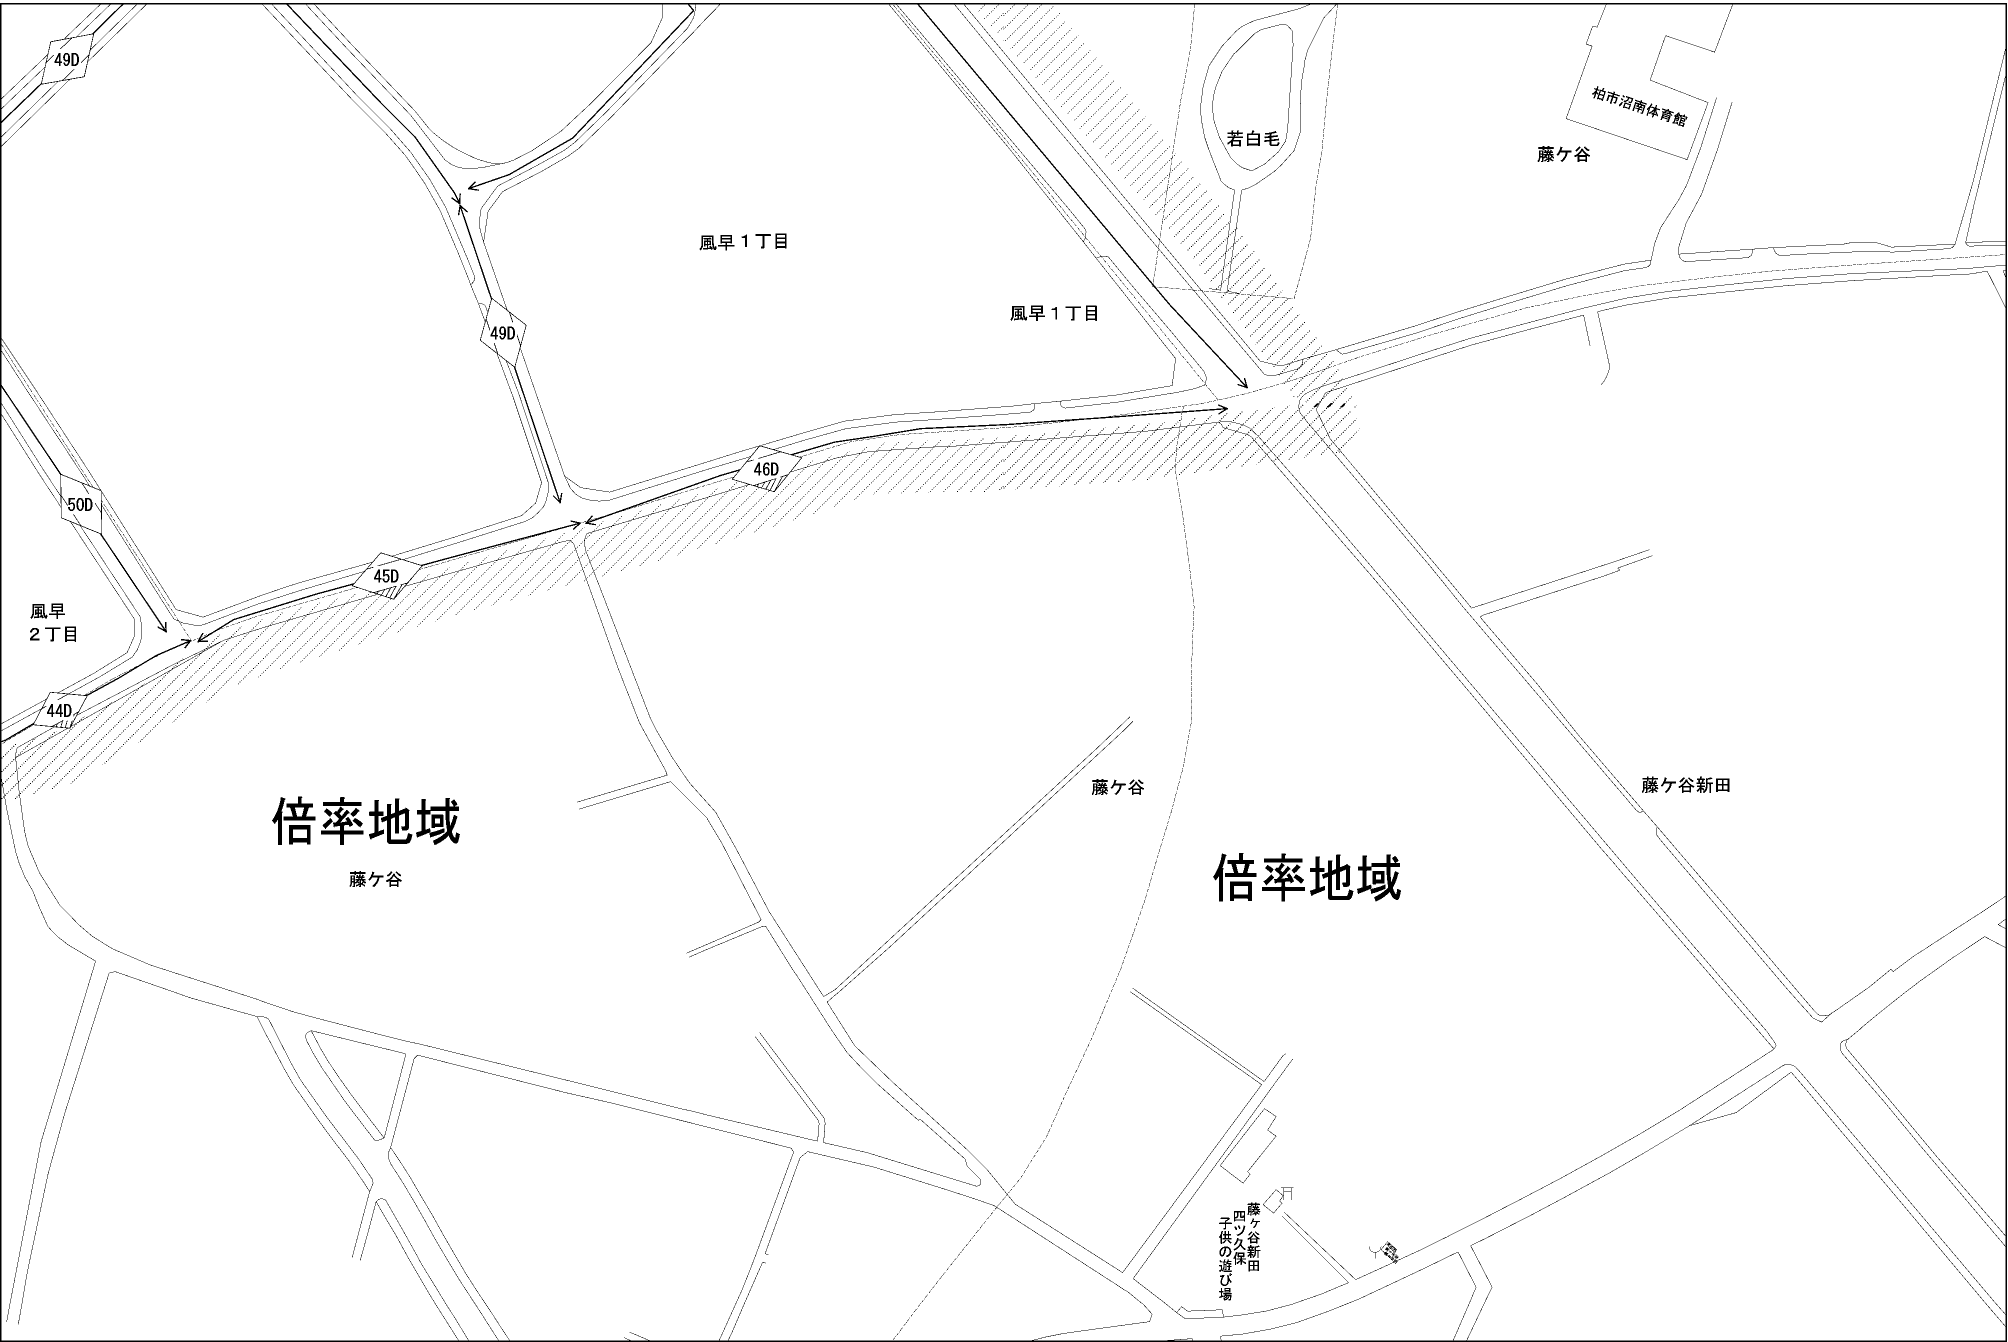 49D
柏市沼南体育館
若白毛
藤ケ谷
風早１丁目
風早１丁目
49D
46D
50D
45D
風早
２丁目
44D
藤ケ谷
藤ケ谷新田
倍率地域
藤ケ谷
倍率地域
藤ヶ谷新田
四ツ久保
子供の遊び場